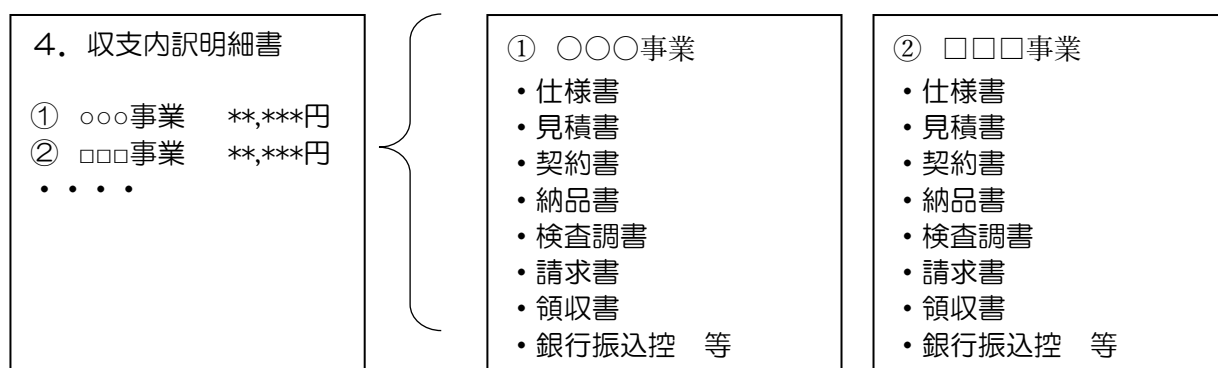 4．収支内訳明細書
① ○○○事業　**,***円
② □□□事業　**,***円
・・・・
① ○○○事業
・仕様書
・見積書
・契約書
・納品書
・検査調書
・請求書
・領収書
・銀行振込控　等
② □□□事業
・仕様書
・見積書
・契約書
・納品書
・検査調書
・請求書
・領収書
・銀行振込控　等